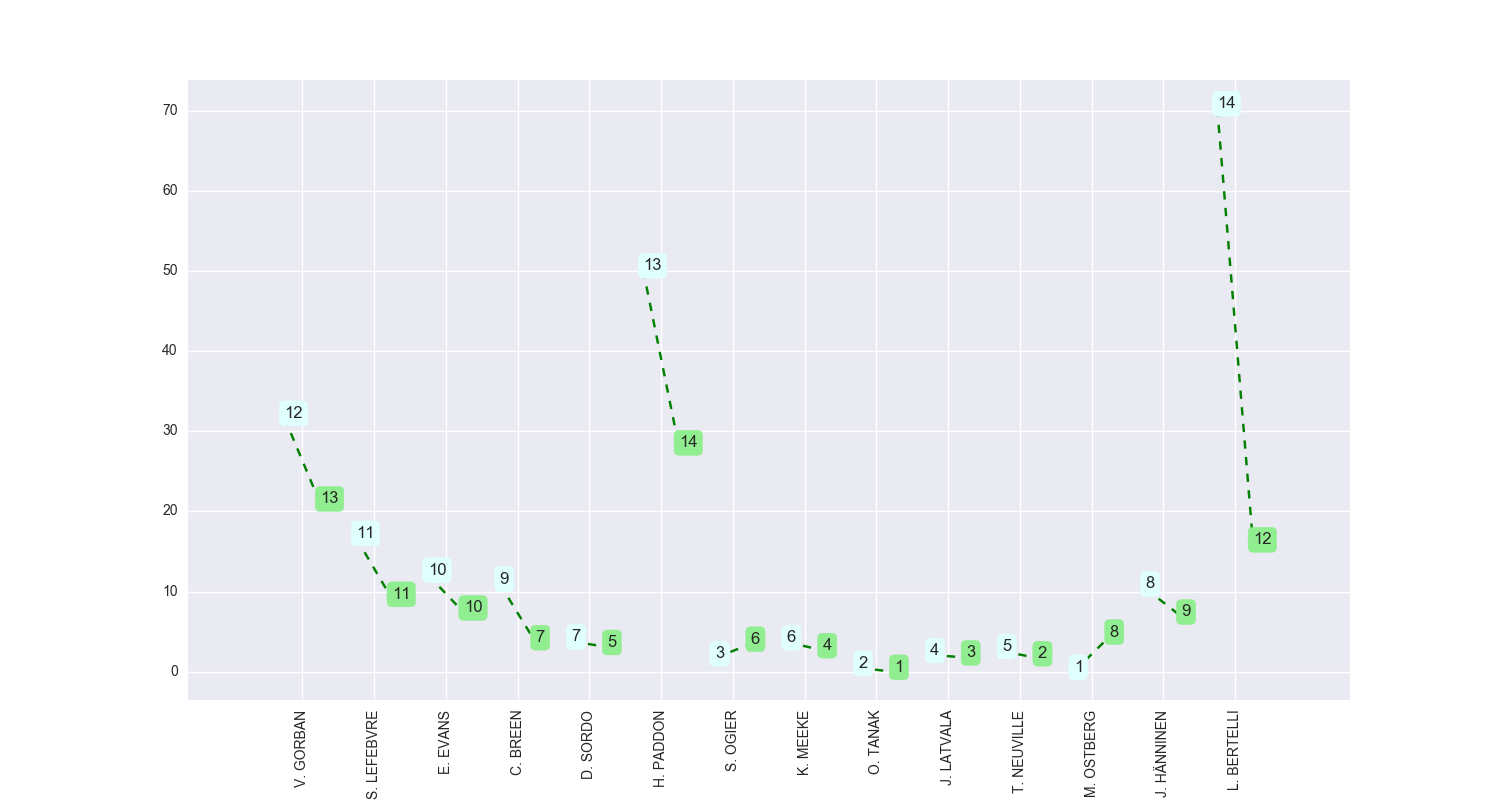 70
60
50
40
30
20
10
0
12
13
11
11
10
10
9
7
7
5
13
14
3
6
6
4
2
1
4
3
5
2
1
8
8
9
14
12
V. GORBAN
S. LEFEBVRE
E. EVANS
C. BREEN
D. SORDO
H. PADDON
S. OGIER
K. MEEKE
O. TANAK
J. LATVALA
T. NEUVILLE
M. OSTBERG
J. HÄNNINEN
L. BERTELLI